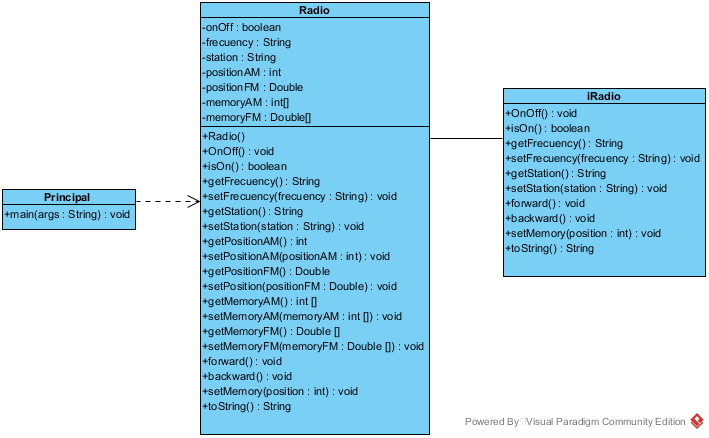 Radio
-onOff : boolean
-frecuency : String
-station : String
-positionAM : int
-positionFM : Double
-memoryAM : int[]
-memoryFM : Double[]
+Radio()
+OnOff() : void
+isOn() : boolean
+getFrecuency() : String
+setFrecuency(frecuency : String) : void
+getStation() : String
+setStation(station : String) : void
+getPositionAM() : int
+setPositionAM(positionAM : int) : void
+getPositionFM() : Double
+setPosition(positionFM : Double) : void
+getMemoryAM() : int []
+setMemoryAM(memoryAM : int []) : void
+getMemoryFM() : Double []
+setMemoryFM(memoryFM : Double []) : void
+forward() : void
+backward() : void
+setMemory(position : int) : void
+toString() : String
Principal
+main(args : String) : void
iRadio
+OnOff() : void
+isOn() : boolean
+getFrecuency() : String
+setFrecuency(frecuency : String) : void
+getStation() : String
+setStation(station : String) : void
+forward() : void
+backward() : void
+setMemory(position : int) : void
+toString() : String
Powered By Visual Paradigm Community Edition